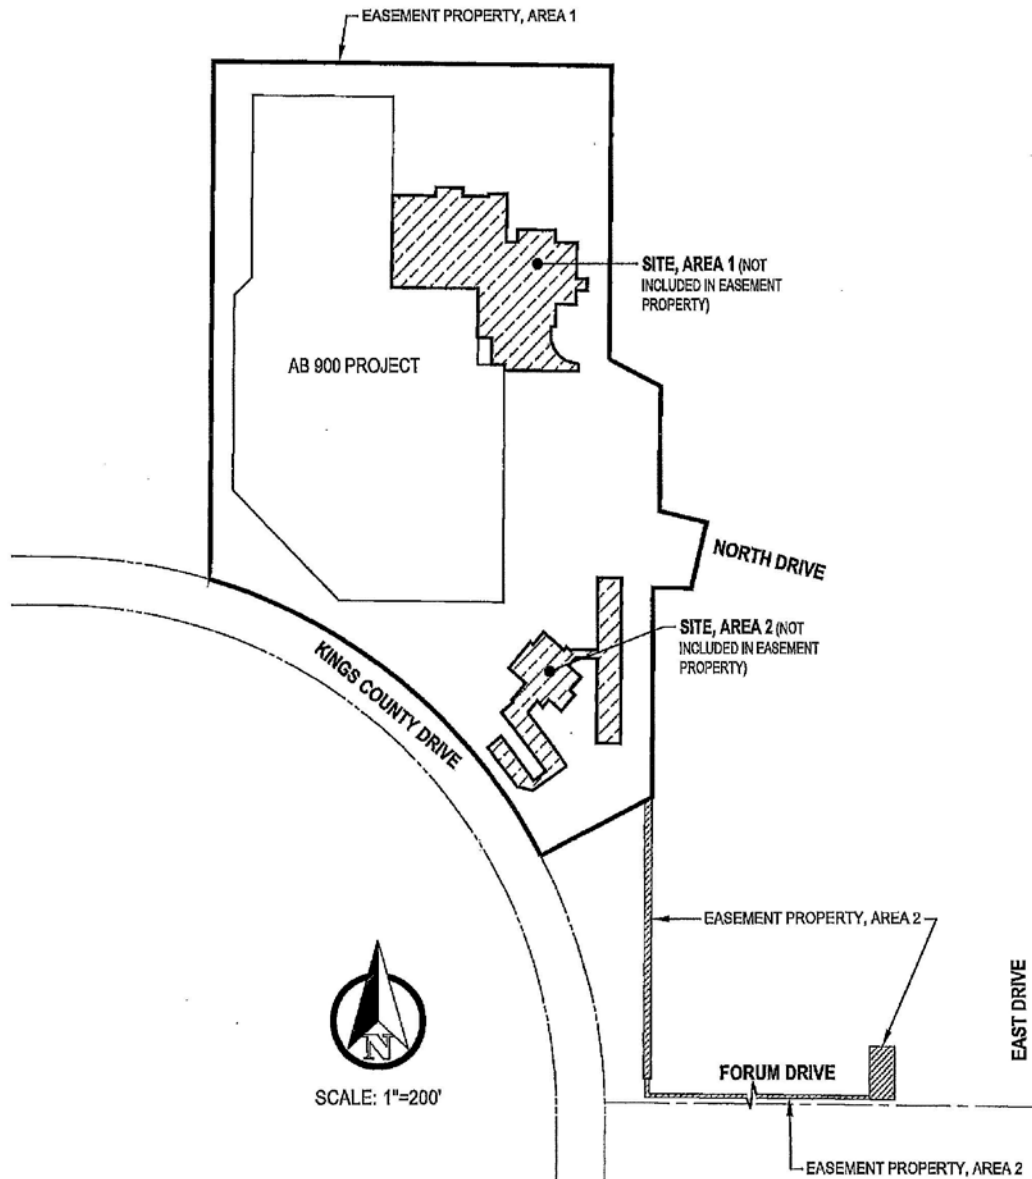 EASEMENT PROPERTY, AREA 1
SITE, AREA 1 (NOT
INCLUDED IN EASEMENT
PROPERTY)
AB 900 PROJECT
NORTH DRIVE
SITE, AREA 2 (NOT
INCLUDED IN EASEMENT
PROPERTY)
KINGS COUNTY DRIVE
EASEMENT PROPERTY, AREA 2
EAST DRIVE
N
FORUM DRIVE
SCALE: 1"=200'
EASEMENT PROPERTY, AREA 2